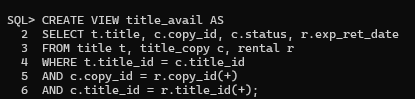 SQL> CREATE VIEW title_avail AS
  2  SELECT t.title, c.copy_id, c.status, r.exp_ret_date
  3  FROM title t, title_copy c, rental r
  4  WHERE t.title_id = c.title_id
  5  AND c.copy_id = r.copy_id(+)
  6  AND c.title_id = r.title_id(+);